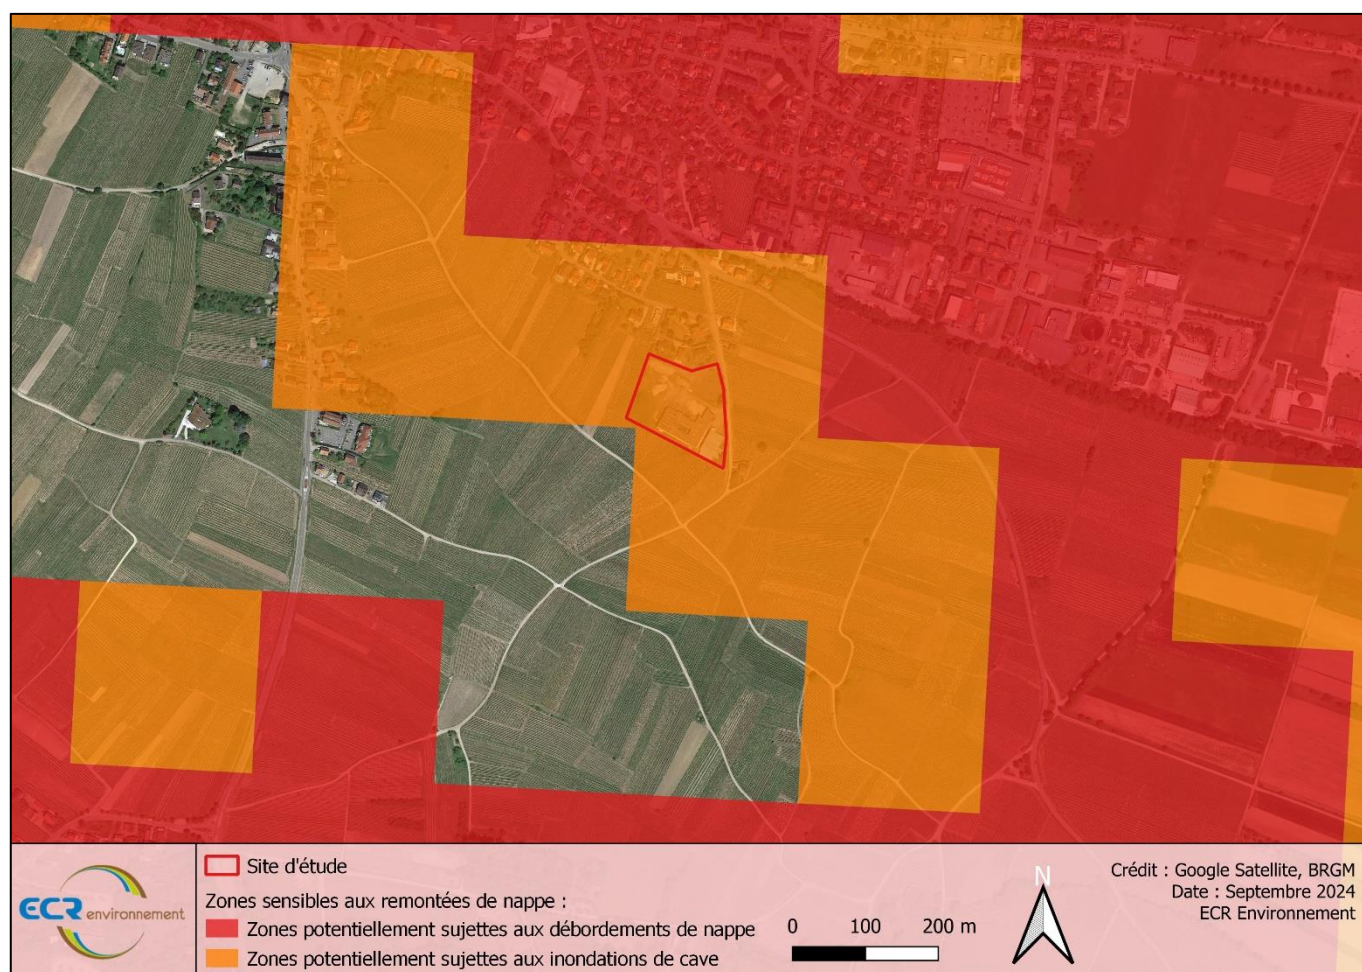 ECR environnement
Site d'étude
Zones sensibles aux remontées de nappe :
Zones potentiellement sujettes aux débordements de nappe
Zones potentiellement sujettes aux inondations de cave
0 100 200 m
N
Crédit : Google Satellite, BRGM
Date : Septembre 2024
ECR Environnement